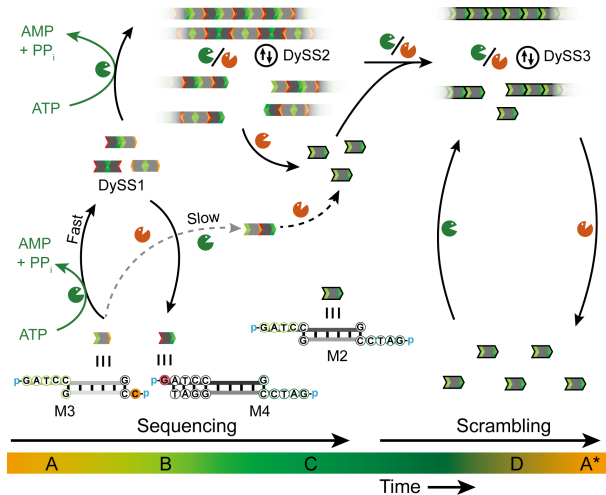 AMP
+ PPi
ATP
DySS2
DySS3
DySS1
Fast
Slow
AMP
+ PPi
ATP
p-GATCC G
G CCTAG-p
M2
p-GATCC G
G CC-p
M3
p-GATCC G
TAGG CCTAG-p
M4
Sequencing
Scrambling
A B C D A*
Time